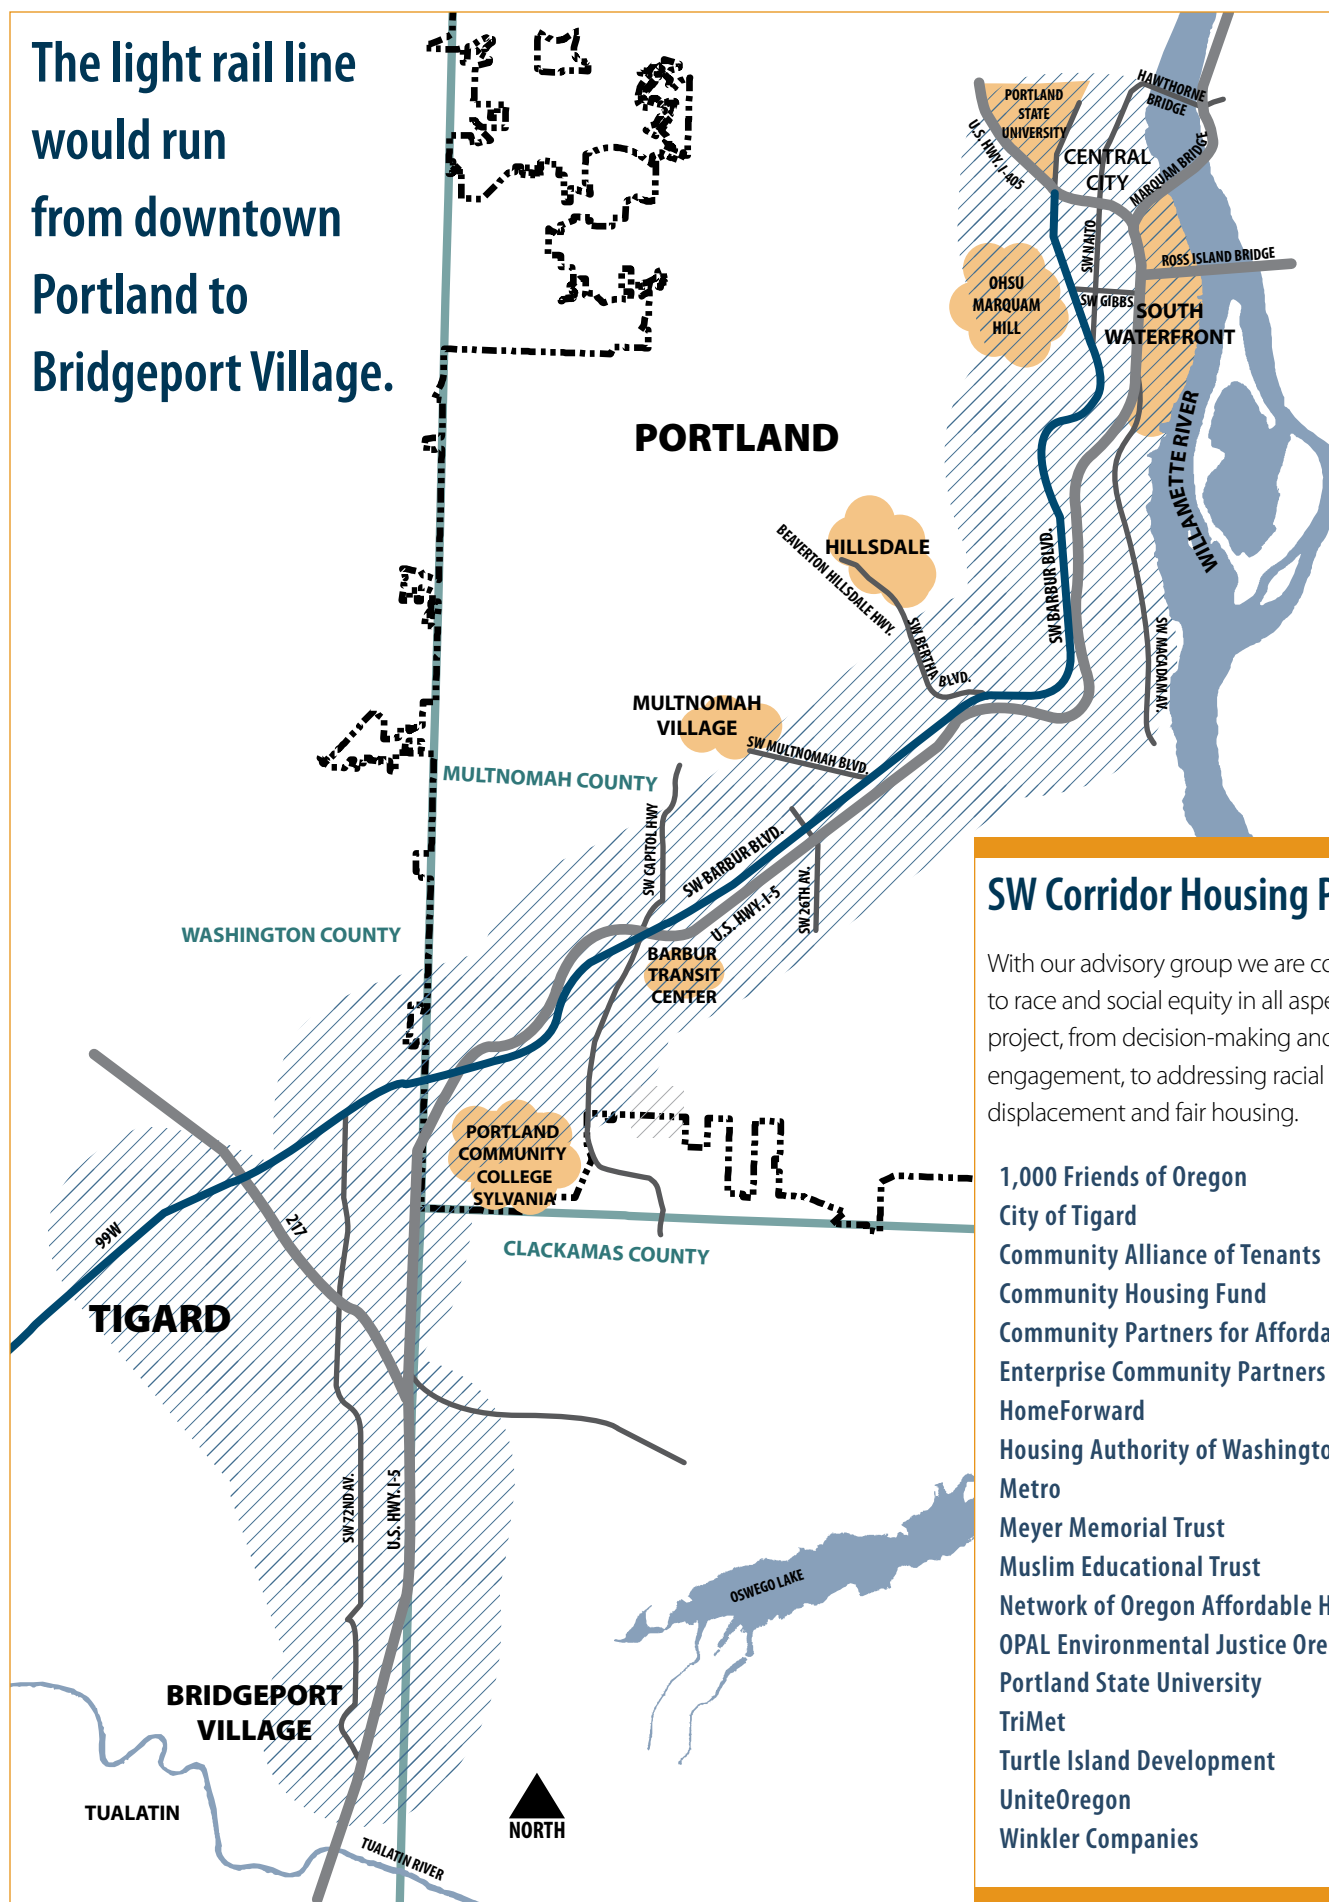 The light rail line
would run
from downtown
Portland to
Bridgeport Village.
HAWTHORNE
BRIDGE
PORTLAND
STATE
UNIVERSITY
U.S. HWY. I-405
CENTRAL
CITY
MARQUAM BRIDGE
SW NAITO
ROSS ISLAND BRIDGE
OHSU
MARQUAM
HILL
SW GIBBS
SOUTH
WATERFRONT
WILLAMETTE RIVER
PORTLAND
HILLSDALE
BEAVERTON HILLSDALE HWY.
SW BERTHA BLVD.
SW BARBUR BLVD.
SW MACADAM AV.
MULTNOMAH
VILLAGE
SW MULTNOMAH BLVD.
MULTNOMAH COUNTY
SW CAPITOL HWY
SW BARBUR BLVD.
U.S. HWY. I-5
SW 26TH AV.
WASHINGTON COUNTY
BARBUR
TRANSIT
CENTER
PORTLAND
COMMUNITY
COLLEGE
SYLVANIA
CLACKAMAS COUNTY
99W
217
TIGARD
SW 72ND AV.
U.S. HWY. I-5
OSWEGO LAKE
BRIDGEPORT
VILLAGE
TUALATIN
TUALATIN RIVER
NORTH
SW Corridor Housing
With our advisory group we are
to race and social equity in all
project, from decision-making
engagement, to addressing racial
displacement and fair housing.
1,000 Friends of Oregon
City of Tigard
Community Alliance of Tenants
Community Housing Fund
Community Partners for
Enterprise Community Partners
HomeForward
Housing Authority of
Metro
Meyer Memorial Trust
Muslim Educational Trust
Network of Oregon Affordable
OPAL Environmental Justice
Portland State University
TriMet
Turtle Island Development
UniteOregon
Winkler Companies